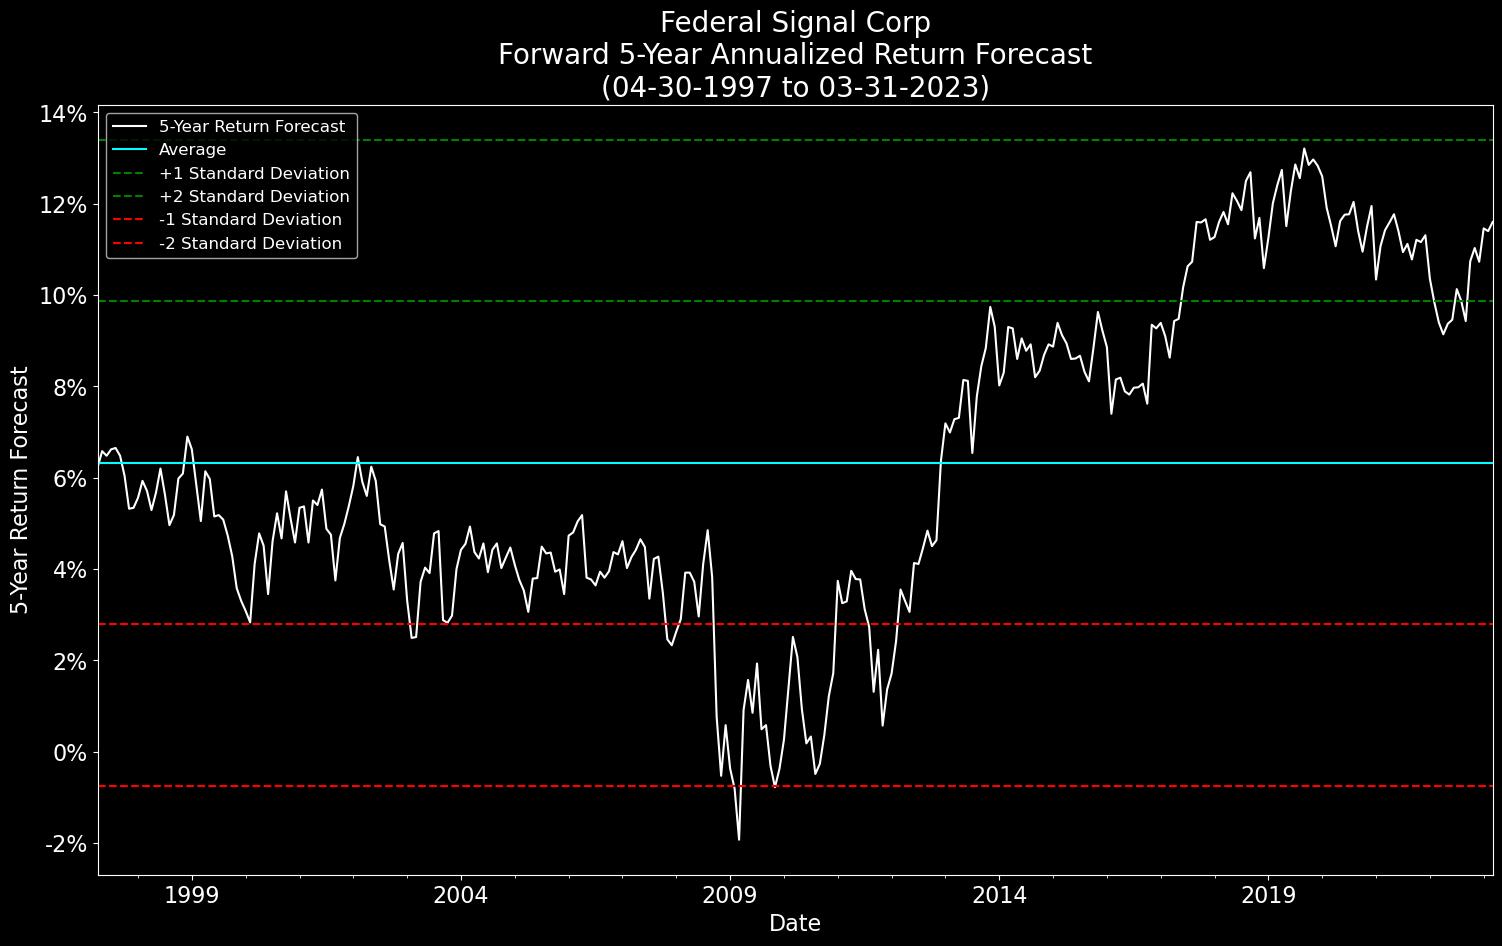 Federal Signal Corp
Forward 5-Year Annualized Return Forecast
(04-30-1997 to 03-31-2023)
14%
12%
10%
8%
6%
4%
2%
0%
-2%
5-Year Return Forecast
5-Year Return Forecast
Average
+1 Standard Deviation
+2 Standard Deviation
-1 Standard Deviation
-2 Standard Deviation
1999
2004
2009
2014
2019
Date